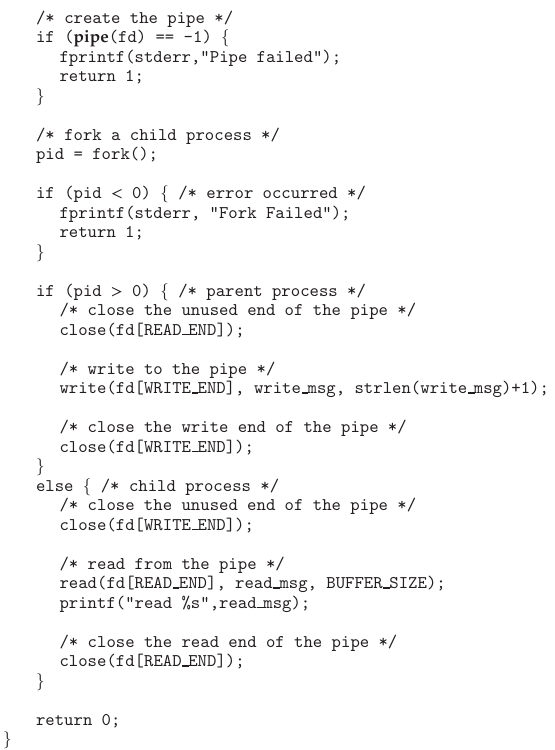 /* create the pipe */
if (pipe(fd) == -1) {
fprintf(stderr,"Pipe failed");
return 1;
}
/* fork a child process */
pid = fork();
if (pid < 0) { /* error occurred */
fprintf(stderr, "Fork Failed");
return 1;
}
if (pid > 0) { /* parent process */
/* close the unused end of the pipe */
close(fd[READ_END]);
/* write to the pipe */
write(fd[WRITE_END], write_msg, strlen(write_msg)+1);
/* close the write end of the pipe */
close(fd[WRITE_END]);
}
else { /* child process */
/* close the unused end of the pipe */
close(fd[WRITE_END]);
/* read from the pipe */
read(fd[READ_END], read_msg, BUFFER_SIZE);
printf("read %s",read_msg);
/* close the read end of the pipe */
close(fd[READ_END]);
}
return 0;
}